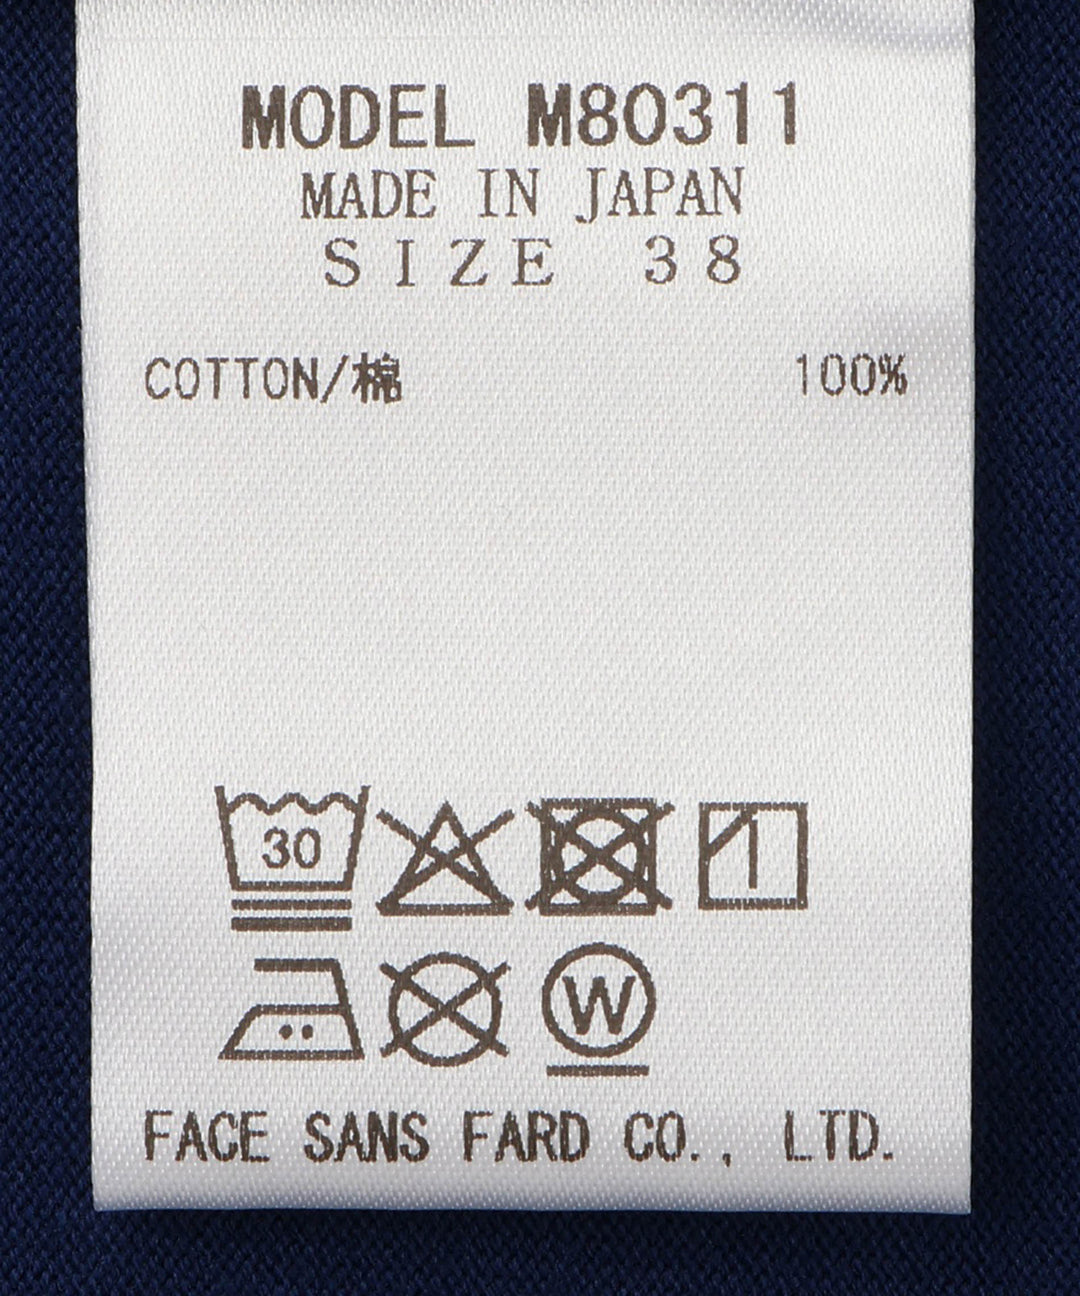 MODEL M80311
MADE IN JAPAN
SIZE 38
COTTON/棉 100%
30
W
FACE SANS FARD CO., LTD.